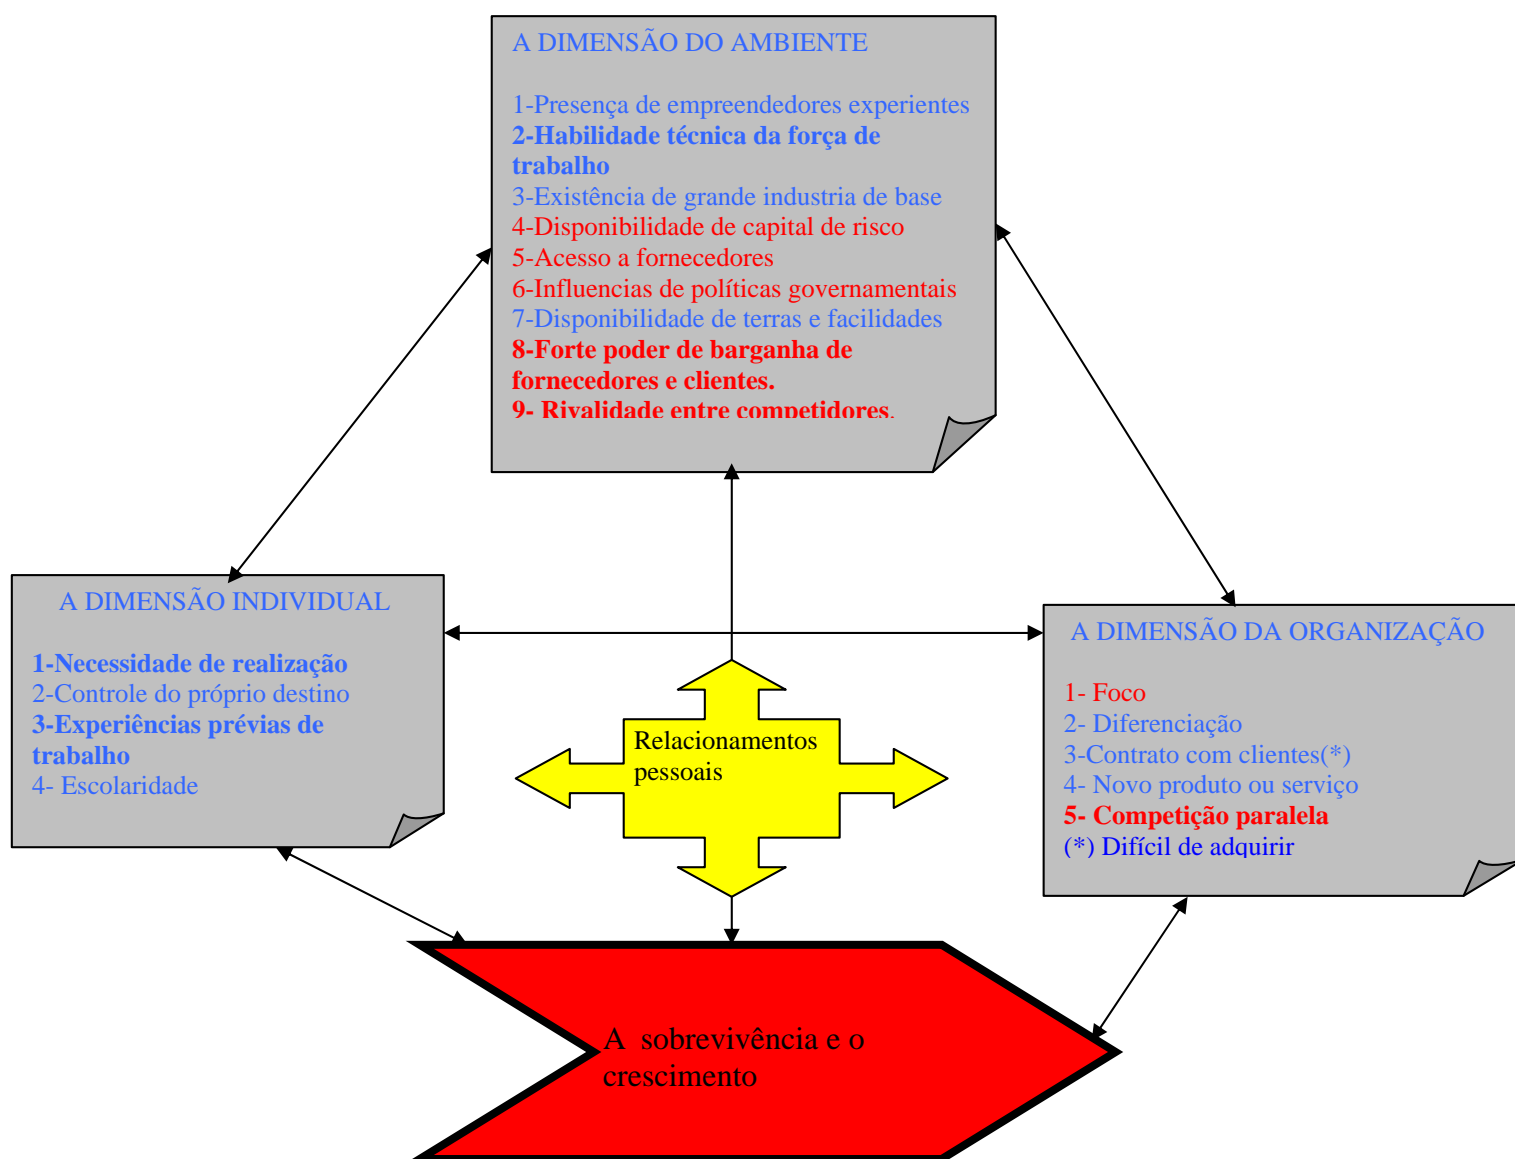 A DIMENSÃO DO AMBIENTE
1-Presença de empreendedores experientes
2-Habilidade técnica da força de
trabalho
3-Existência de grande industria de base
4-Disponibilidade de capital de risco
5-Acesso a fornecedores
6-Influencias de políticas governamentais
7-Disponibilidade de terras e facilidades
8-Forte poder de barganha de
fornecedores e clientes.
9- Rivalidade entre competidores.
A DIMENSÃO INDIVIDUAL
1-Necessidade de realização
2-Controle do próprio destino
3-Experiências prévias de
trabalho
4- Escolaridade
Relacionamentos
pessoais
A DIMENSÃO DA ORGANIZAÇÃO
1- Foco
2- Diferenciação
3-Contrato com clientes(*)
4- Novo produto ou serviço
5- Competição paralela
(*) Difícil de adquirir
A  sobrevivência e o
crescimento